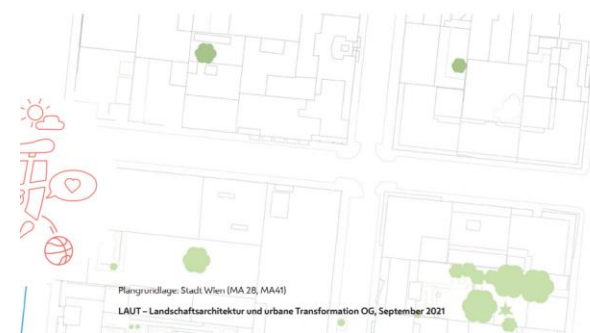 Plangrundlage: Stadt Wien (MA 28, MA41)
LAUT – Landschaftsarchitektur und urbane Transformation OG, September 2021